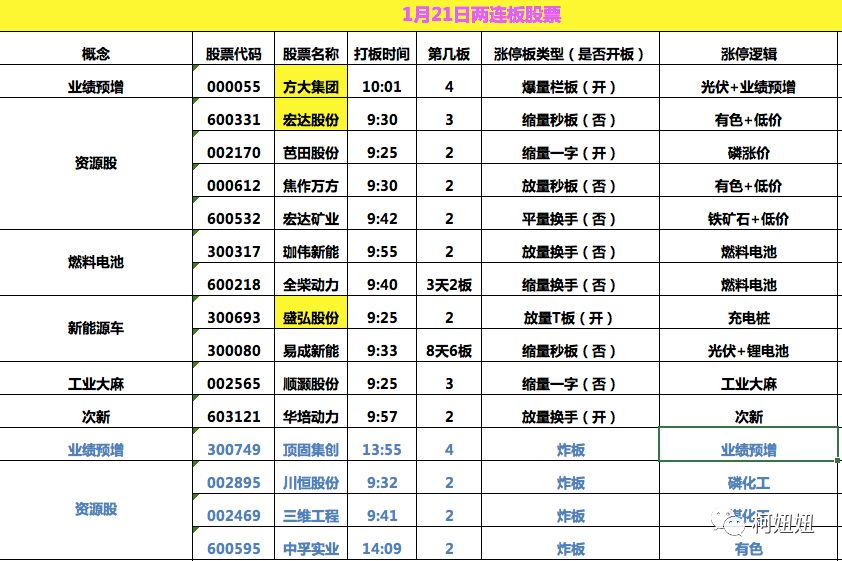 1月21日两连板股票
概念 股票代码 股票名称 打板时间 第几板 涨停板类型（是否开板） 涨停逻辑
业绩预增 000055 方大集团 10:01 4 爆量栏板（开） 光伏+业绩预增
资源股 600331 宏达股份 9:30 3 缩量秒板（否） 有色+低价
002170 芭田股份 9:25 2 缩量一字（开） 磷涨价
000612 焦作万方 9:30 2 放量秒板（否） 有色+低价
600532 宏达矿业 9:42 2 平量换手（否） 铁矿石+低价
燃料电池 300317 珈伟新能 9:55 2 放量换手（否） 燃料电池
600218 全柴动力 9:40 3天2板 缩量换手（否） 燃料电池
新能源车 300693 盛弘股份 9:25 2 放量T板（开） 充电桩
300080 易成新能 9:33 8天6板 缩量秒板（否） 光伏+锂电池
工业大麻 002565 顺灏股份 9:25 3 缩量一字（否） 工业大麻
次新 603121 华培动力 9:57 2 放量换手（开） 次新
业绩预增 300749 顶固集创 13:55 4 炸板 业绩预增
资源股 002895 川恒股份 9:32 2 炸板 磷化工
002469 三维工程 9:41 2 炸板
600595 中孚实业 14:09 2 炸板 有色
柯妞妞